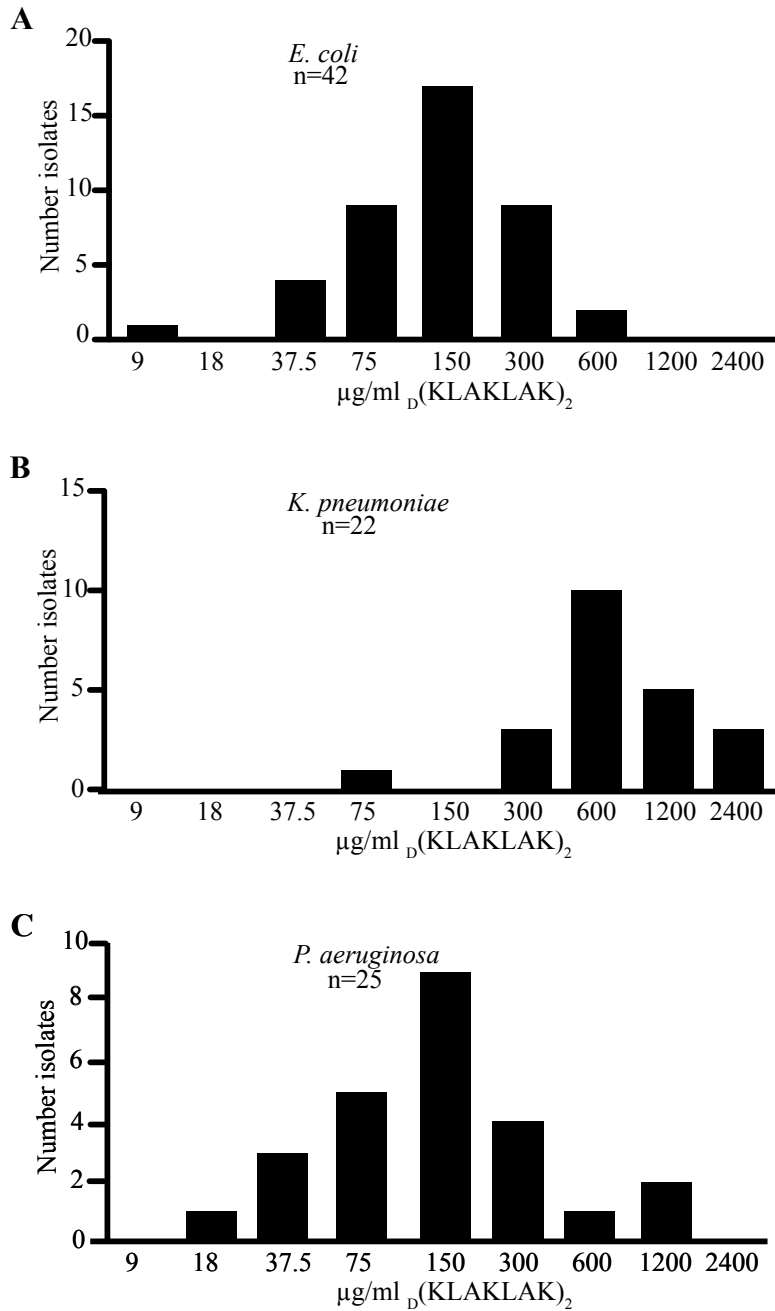 A
E. coli
n=42
Number isolates
20
15
10
5
0
9 18 37.5 75 150 300 600 1200 2400
µg/ml D(KLAKLAK)2
B
K. pneumoniae
n=22
Number isolates
15
10
5
0
9 18 37.5 75 150 300 600 1200 2400
µg/ml D(KLAKLAK)2
C
P. aeruginosa
n=25
Number isolates
10
8
6
4
2
0
9 18 37.5 75 150 300 600 1200 2400
µg/ml D(KLAKLAK)2